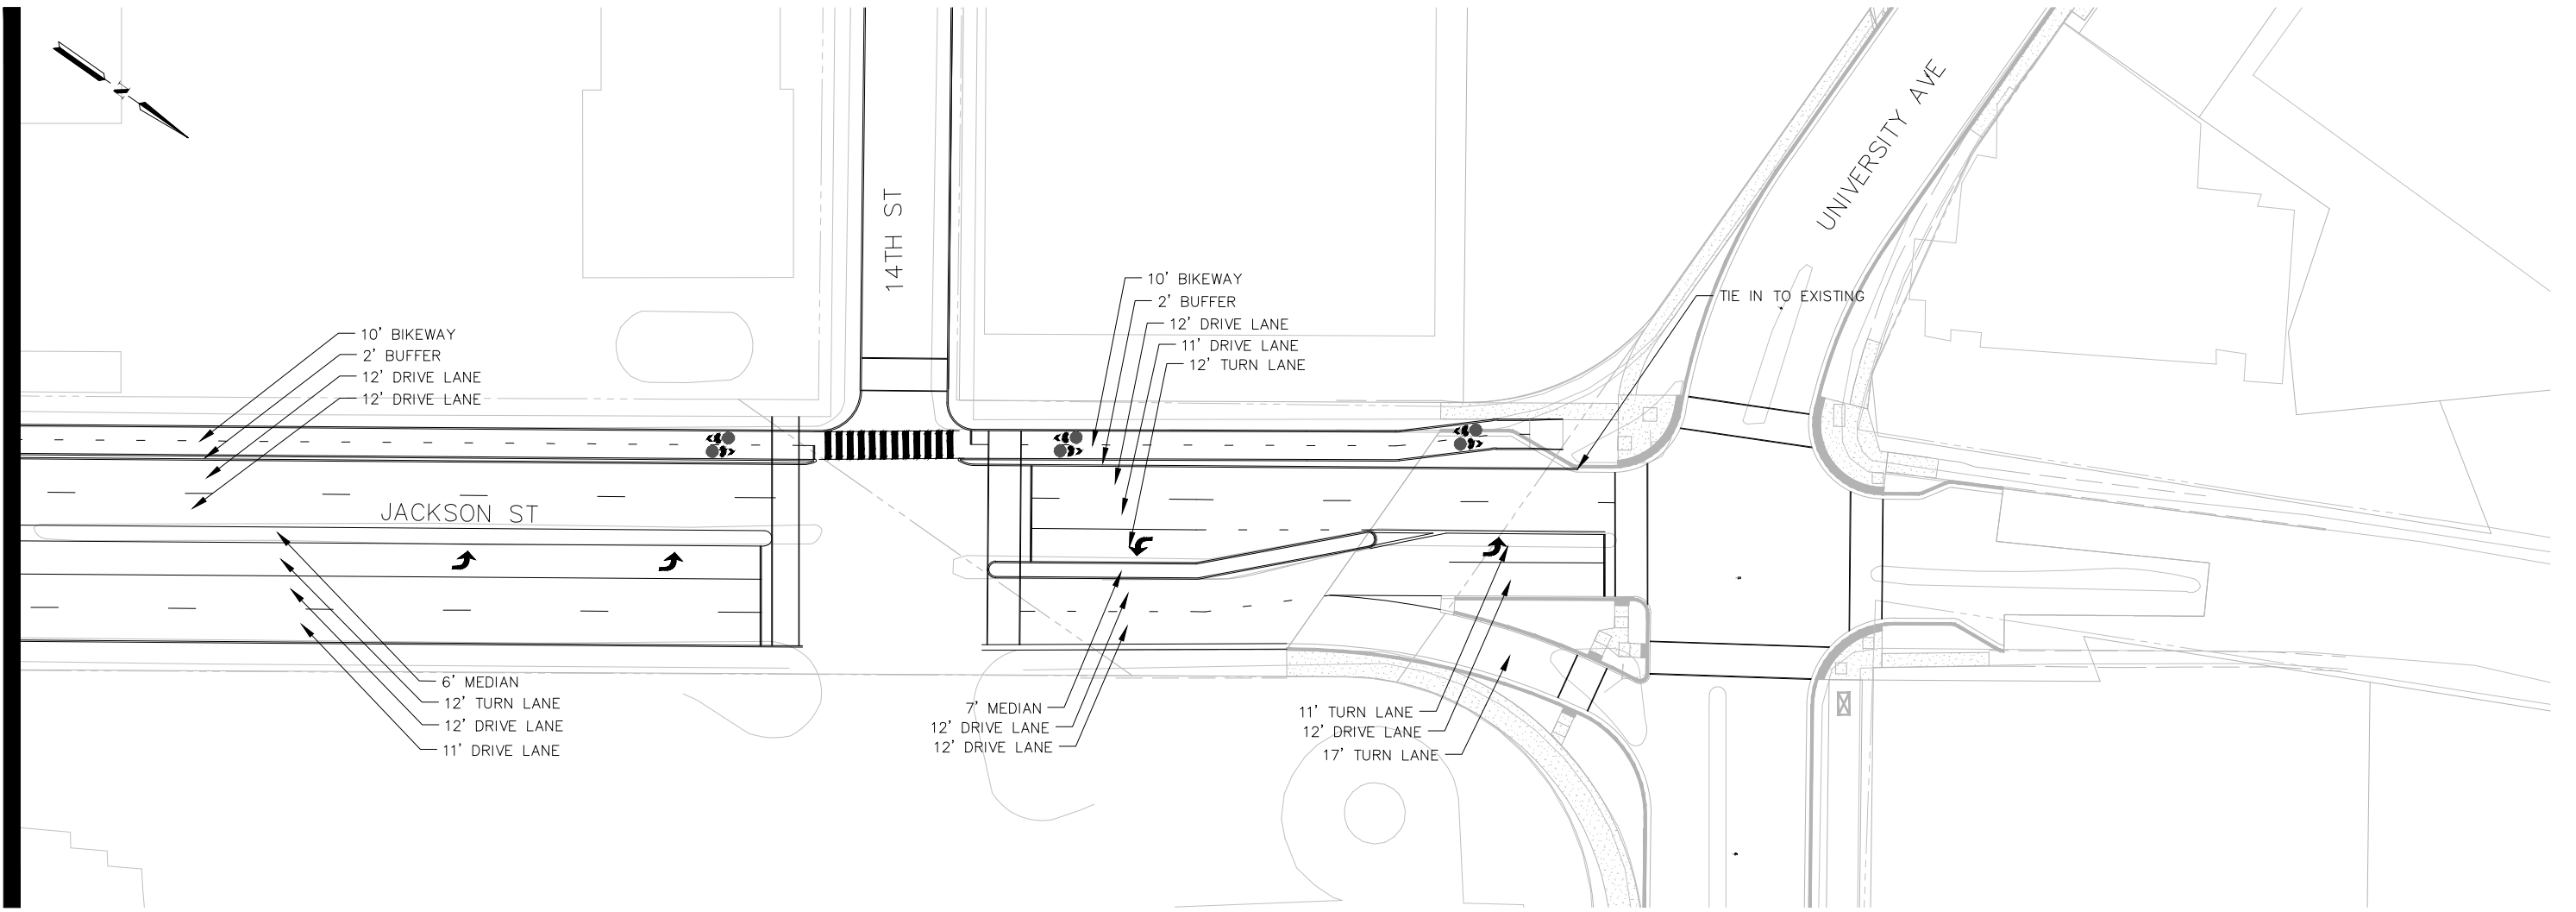 N
UNIVERSITY AVE
14TH ST
10' BIKEWAY
2' BUFFER
12' DRIVE LANE
11' DRIVE LANE
12' TURN LANE
TIE IN TO EXISTING
10' BIKEWAY
2' BUFFER
12' DRIVE LANE
12' DRIVE LANE
JACKSON ST
6' MEDIAN
12' TURN LANE
12' DRIVE LANE
11' DRIVE LANE
7' MEDIAN
12' DRIVE LANE
12' DRIVE LANE
11' TURN LANE
12' DRIVE LANE
17' TURN LANE